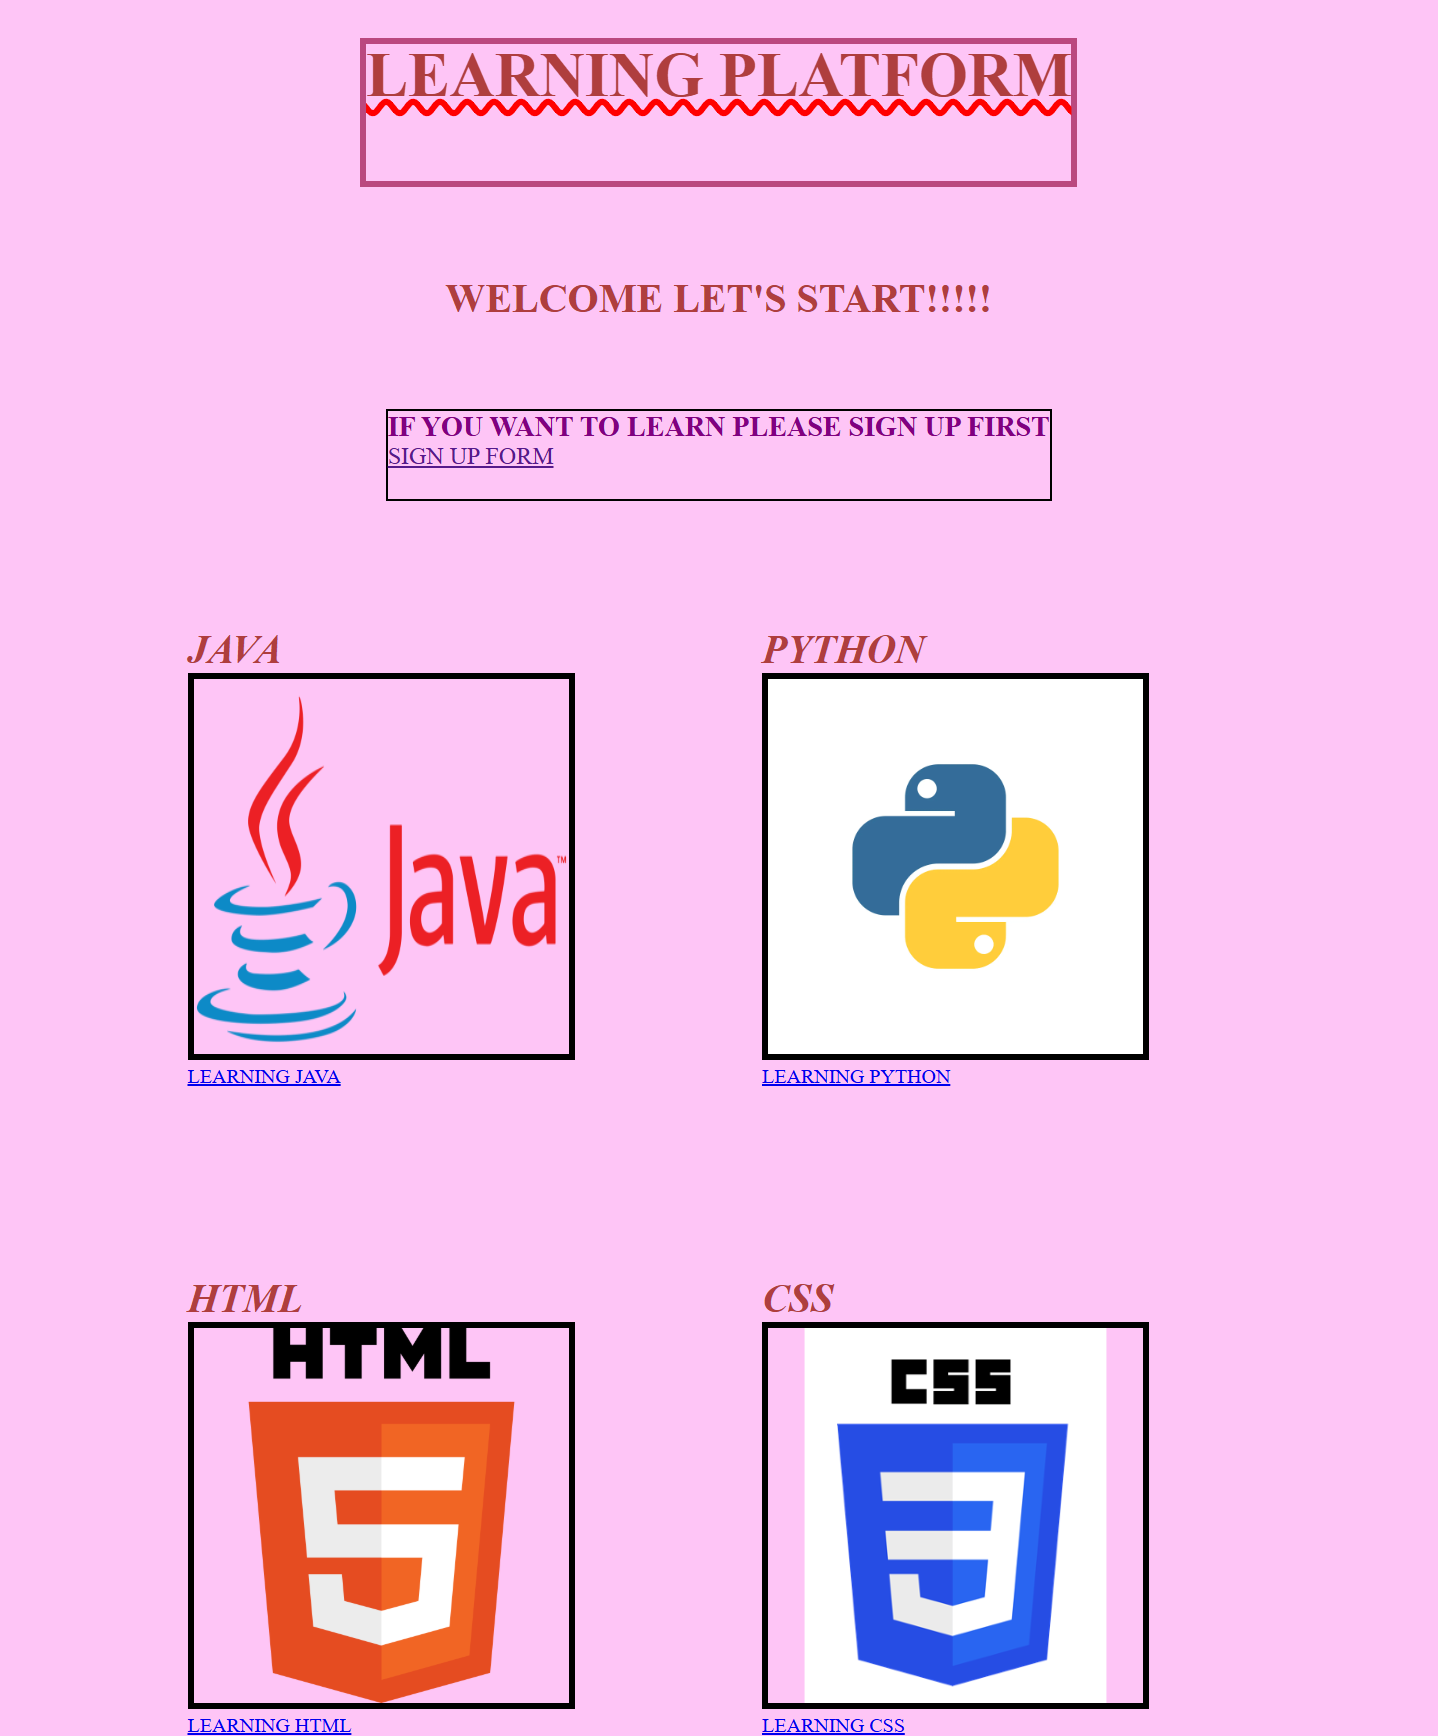 LEARNING PLATFORM
WELCOME LET'S START!!!!!
IF YOU WANT TO LEARN PLEASE SIGN UP FIRST
SIGN UP FORM
JAVA
Java™
LEARNING JAVA
PYTHON
LEARNING PYTHON
HTML
HTML
5
LEARNING HTML
CSS
CSS
3
LEARNING CSS